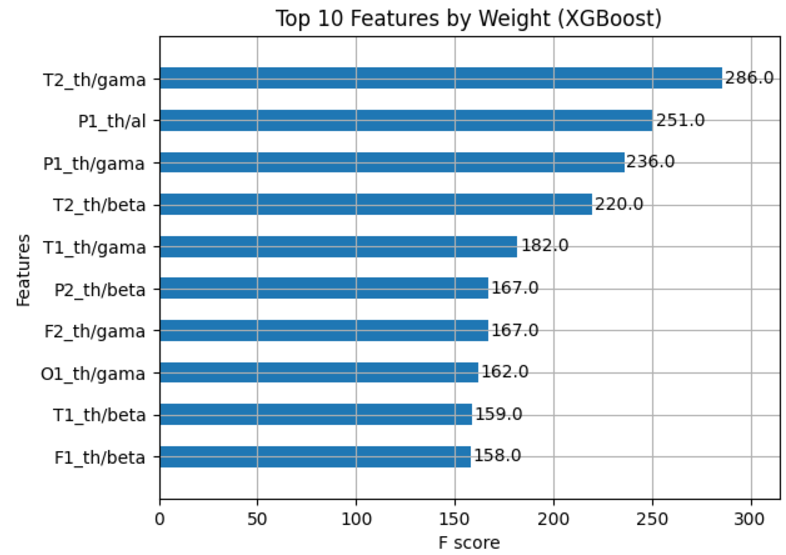 Top 10 Features by Weight (XGBoost)
Features
T2_th/gama 286.0
P1_th/al 251.0
P1_th/gama 236.0
T2_th/beta 220.0
T1_th/gama 182.0
P2_th/beta 167.0
F2_th/gama 167.0
O1_th/gama 162.0
T1_th/beta 159.0
F1_th/beta 158.0
0 50 100 150 200 250 300
F score